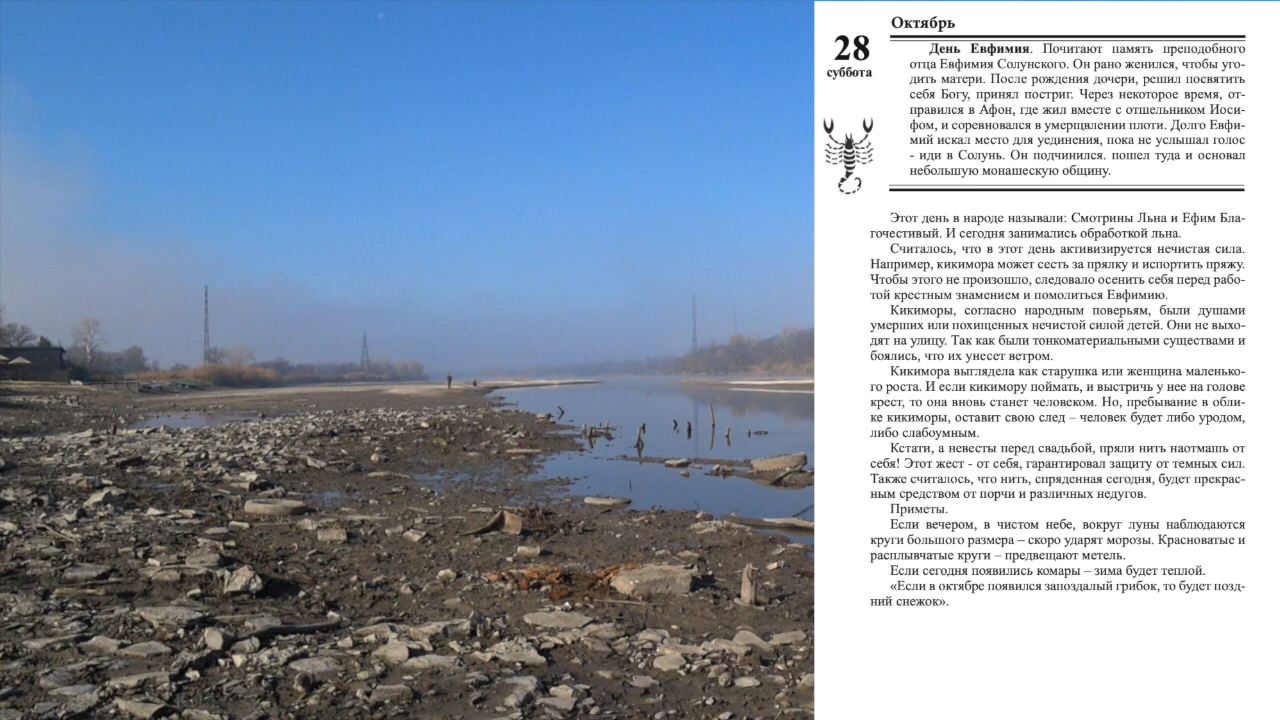 Октябрь
28
суббота
День Евфимия. Почитают память преподобного
отца Евфимия Солунского. Он рано женился, чтобы уго-
дить матери. После рождения дочери, решил посвятить
себя Богу, принял постриг. Через некоторое время, от-
правился в Афон, где жил вместе с отшельником Иоси-
фом, и соревновался в умерщвлении плоти. Долго Евфи-
мий искал место для уединения, пока не услышал голос
- иди в Солунь. Он подчинился. пошел туда и основал
небольшую монашескую общину.
Этот день в народе называли: Смотрины Льна и Ефим Бла-
гочестивый. И сегодня занимались обработкой льна.
Считалось, что в этот день активизируется нечистая сила.
Например, кикимора может сесть за прялку и испортить пряжу.
Чтобы этого не произошло, следовало осенить себя перед рабо-
той крестным знамением и помолиться Евфимию.
Кикиморы, согласно народным поверьям, были душами
умерших или похищенных нечистой силой детей. Они не выхо-
дят на улицу. Так как были тонкоматериальными существами и
боялись, что их унесет ветром.
Кикимора выглядела как старушка или женщина маленько-
го роста. И если кикимору поймать, и выстричь у нее на голове
крест, то она вновь станет человеком. Но, пребывание в обли-
ке кикиморы, оставит свою след – человек будет либо уродом,
либо слабоумным.
Кстати, а невесты перед свадьбой, пряли нить наотмашь от
себя! Этот жест - от себя, гарантировал защиту от темных сил.
Также считалось, что нить, спряденная сегодня, будет прекрас-
ным средством от порчи и различных недугов.
Приметы.
Если вечером, в чистом небе, вокруг луны наблюдаются
круги большого размера – скоро ударят морозы. Красноватые и
расплывчатые круги – предвещают метель.
Если сегодня появились комары – зима будет теплой.
«Если в октябре появился запоздалый грибок, то будет позд-
ний снежок».